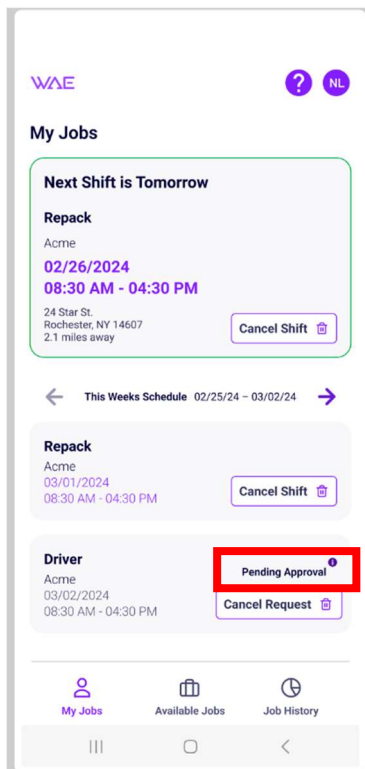 WAE
?
NL
My Jobs
Next Shift is Tomorrow
Repack
Acme
02/26/2024
08:30 AM - 04:30 PM
24 Star St.
Rochester, NY 14607
2.1 miles away
Cancel Shift
This Weeks Schedule 02/25/24 – 03/02/24
Repack
Acme
03/01/2024
08:30 AM - 04:30 PM
Cancel Shift
Driver
Acme
03/02/2024
08:30 AM - 04:30 PM
Pending Approval
Cancel Request
My Jobs
Available Jobs
Job History